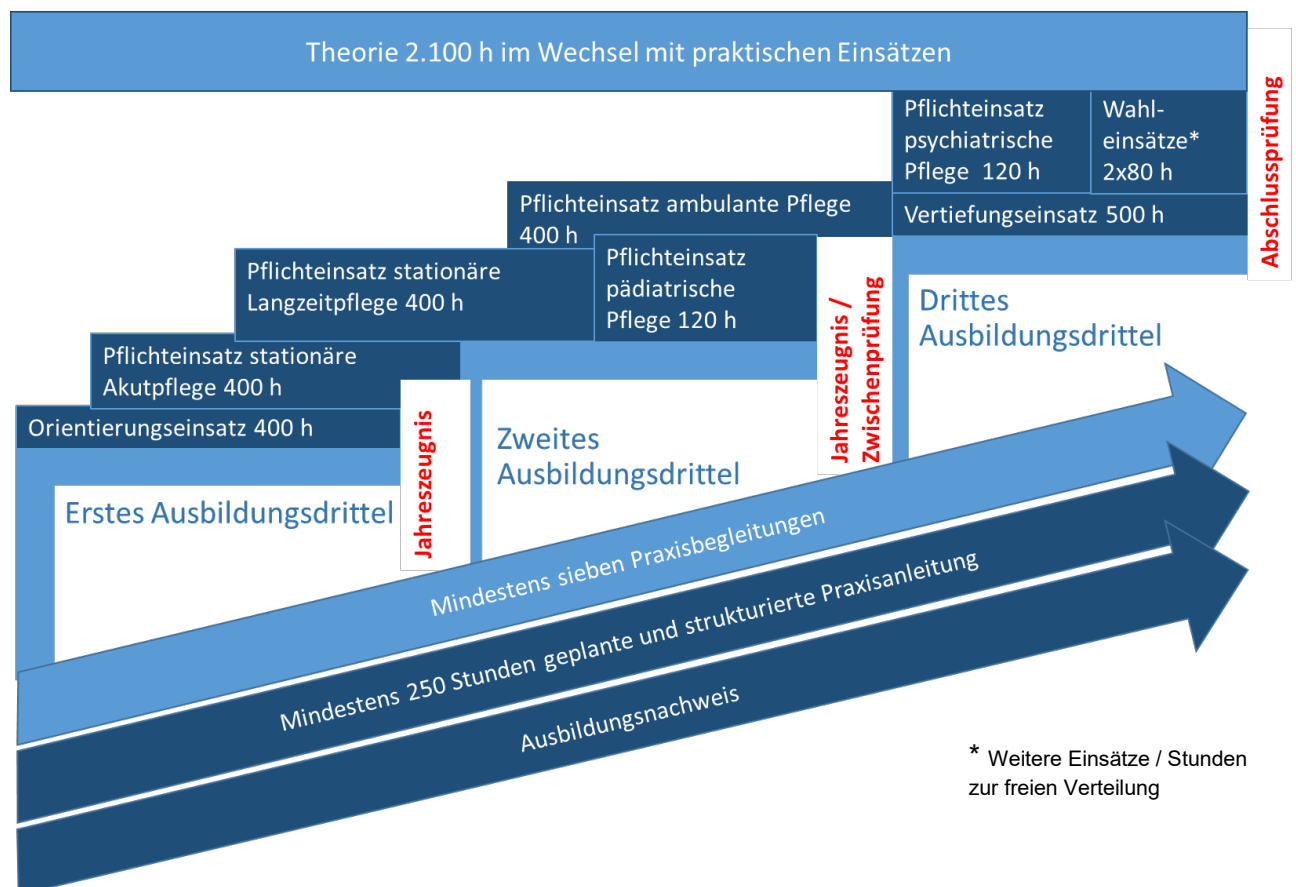 Theorie 2.100 h im Wechsel mit praktischen Einsätzen
Abschlussprüfung
Pflichteinsatz
psychiatrische
Pflege 120 h
Wahl-
einsätze*
2x80 h
Vertiefungseinsatz 500 h
Pflichteinsatz ambulante Pflege
400 h
Pflichteinsatz
pädiatrische
Pflege 120 h
Pflichteinsatz stationäre
Langzeitpflege 400 h
Pflichteinsatz stationäre
Akutpflege 400 h
Orientierungseinsatz 400 h
Erstes Ausbildungsdrittel
Jahreszeugnis
Zweites
Ausbildungsdrittel
Jahreszeugnis /
Zwischenprüfung
Drittes
Ausbildungsdrittel
Mindestens sieben Praxisbegleitungen
Mindestens 250 Stunden geplante und strukturierte Praxisanleitung
Ausbildungsnachweis
* Weitere Einsätze / Stunden
zur freien Verteilung